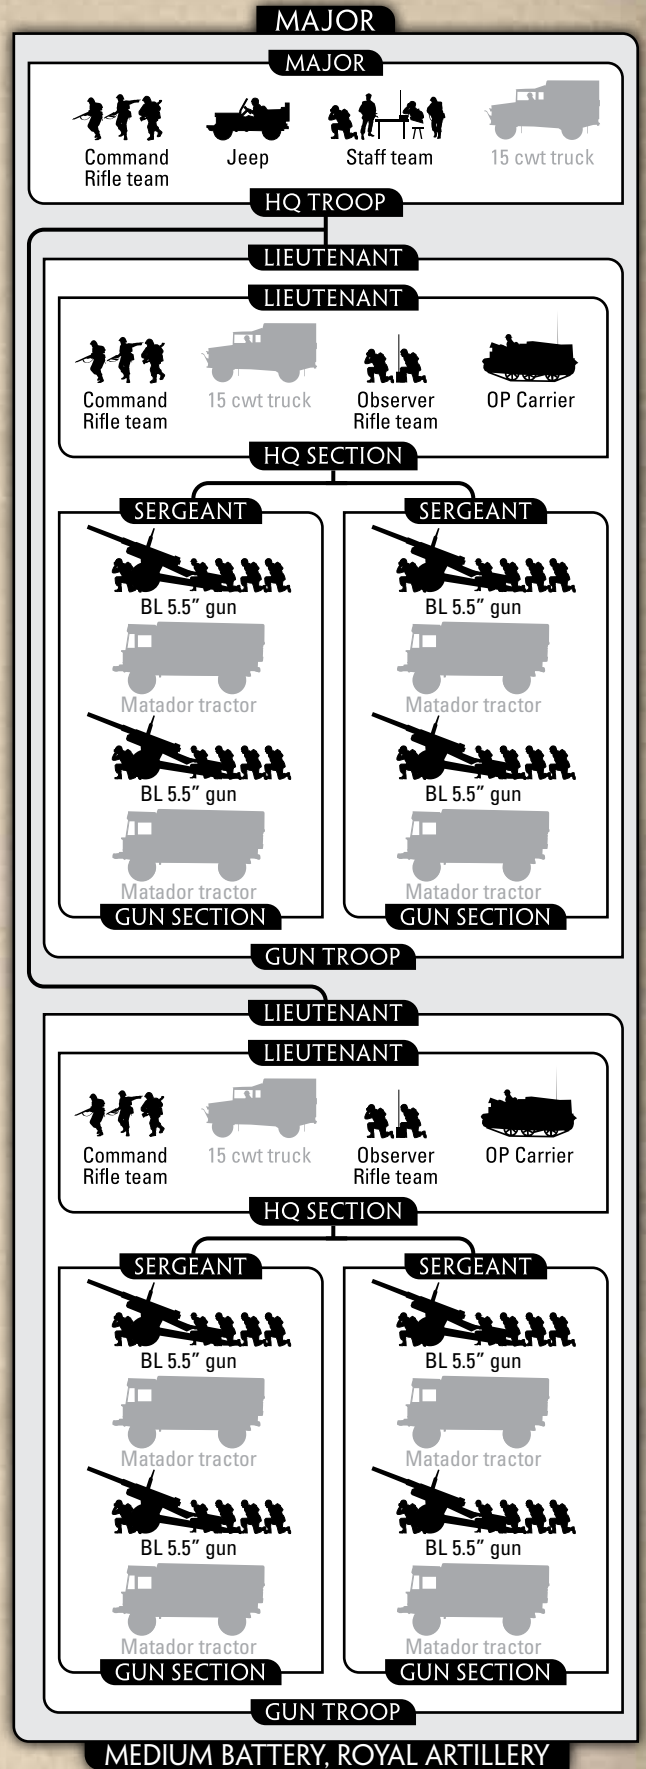 MAJOR
MAJOR
Command
Rifle team
Jeep
Staff team
15 cwt truck
HQ TROOP
LIEUTENANT
LIEUTENANT
Command
Rifle team
15 cwt truck
Observer
Rifle team
OP Carrier
HQ SECTION
SERGEANT
BL 5.5” gun
Matador tractor
BL 5.5” gun
Matador tractor
GUN SECTION
SERGEANT
BL 5.5” gun
Matador tractor
BL 5.5” gun
Matador tractor
GUN SECTION
GUN TROOP
LIEUTENANT
LIEUTENANT
Command
Rifle team
15 cwt truck
Observer
Rifle team
OP Carrier
HQ SECTION
SERGEANT
BL 5.5” gun
Matador tractor
BL 5.5” gun
Matador tractor
GUN SECTION
SERGEANT
BL 5.5” gun
Matador tractor
BL 5.5” gun
Matador tractor
GUN SECTION
GUN TROOP
MEDIUM BATTERY, ROYAL ARTILLERY